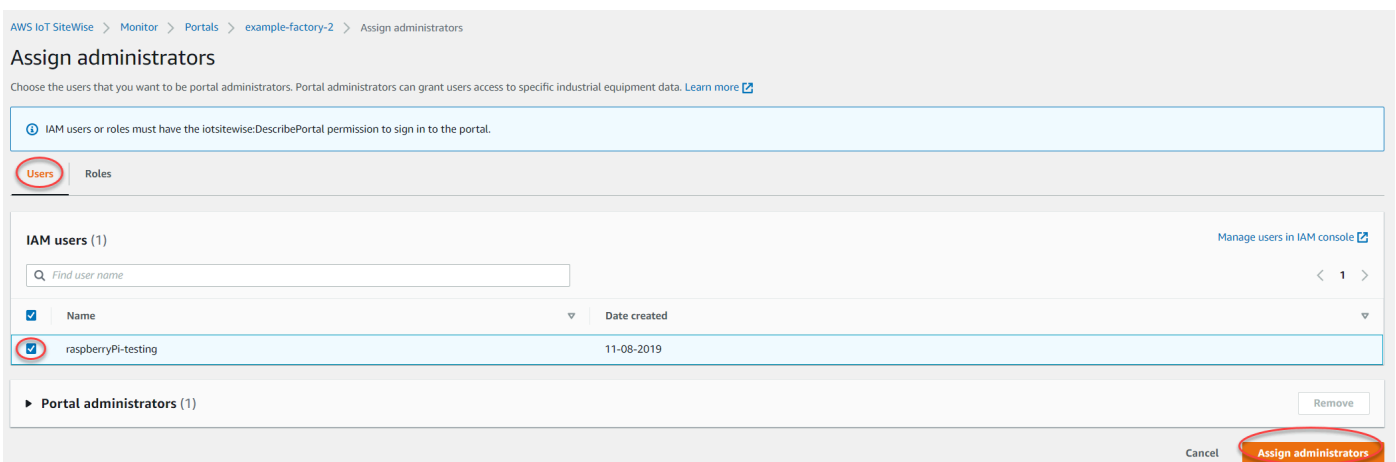 AWS IoT SiteWise > Monitor > Portals > example-factory-2 > Assign administrators
Assign administrators
Choose the users that you want to be portal administrators. Portal administrators can grant users access to specific industrial equipment data. Learn more
IAM users or roles must have the iotsitewise:DescribePortal permission to sign in to the portal.
Users Roles
IAM users (1) Manage users in IAM console
Find user name < 1 >
Name Date created
raspberryPi-testing 11-08-2019
Portal administrators (1) Remove
Cancel Assign administrators